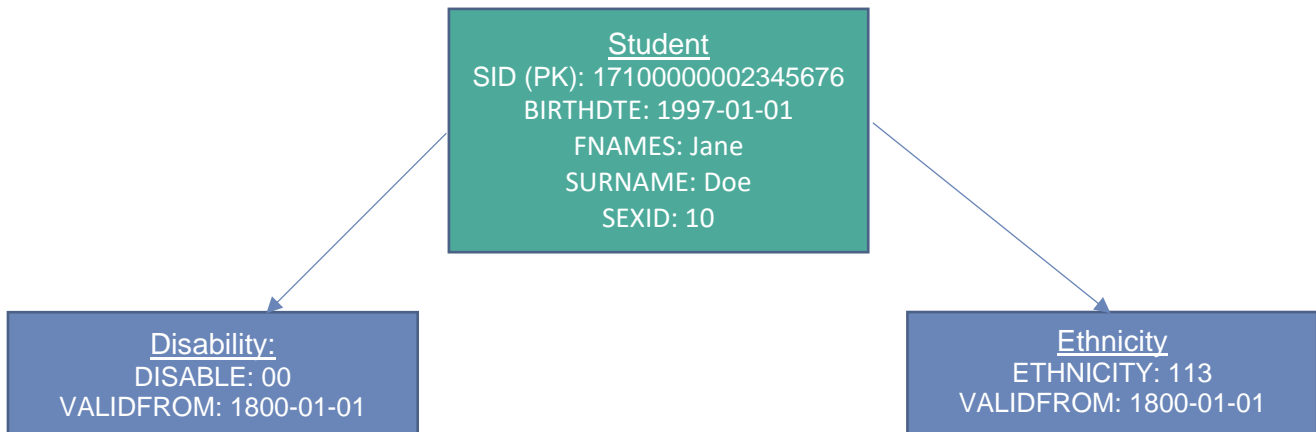 Student
SID (PK): 17100000002345676
BIRTHDTE: 1997-01-01
FNAMES: Jane
SURNAME: Doe
SEXID: 10
Disability:
DISABLE: 00
VALIDFROM: 1800-01-01
Ethnicity
ETHNICITY: 113
VALIDFROM: 1800-01-01